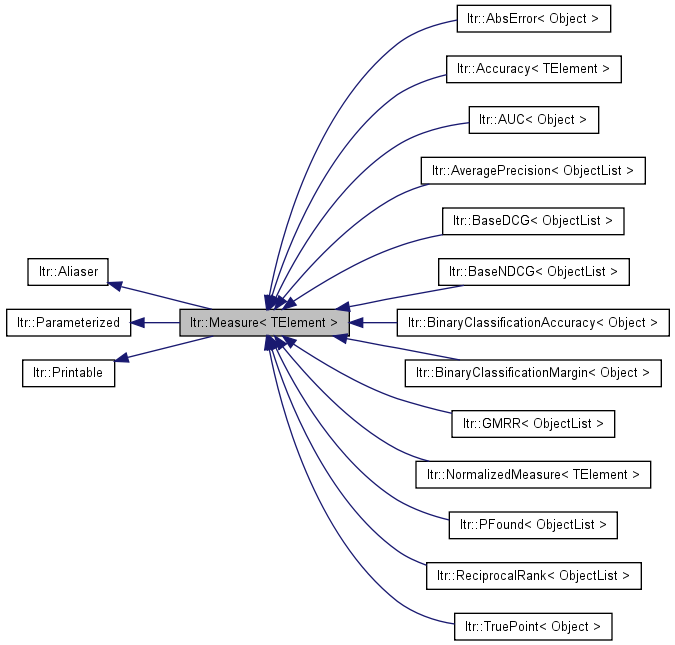 ltr::Aliaser
ltr::Parameterized
ltr::Printable
ltr::Measure< TElement >
ltr::AbsError< Object >
ltr::Accuracy< TElement >
ltr::AUC< Object >
ltr::AveragePrecision< ObjectList >
ltr::BaseDCG< ObjectList >
ltr::BaseNDCG< ObjectList >
ltr::BinaryClassificationAccuracy< Object >
ltr::BinaryClassificationMargin< Object >
ltr::GMRR< ObjectList >
ltr::NormalizedMeasure< TElement >
ltr::PFound< ObjectList >
ltr::ReciprocalRank< ObjectList >
ltr::TruePoint< Object >